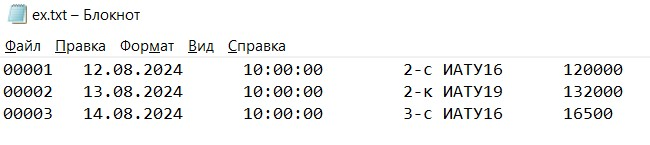 ex.txt – Блокнот
Файл Правка Формат Вид Справка
00001 12.08.2024 10:00:00 2-с ИАТУ16 120000
00002 13.08.2024 10:00:00 2-к ИАТУ19 132000
00003 14.08.2024 10:00:00 3-с ИАТУ16 16500